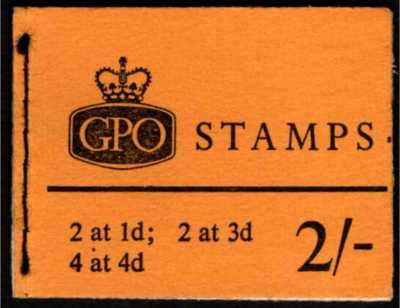 GPO STAMPS
2 at 1d; 2 at 3d
4 at 4d 2/-